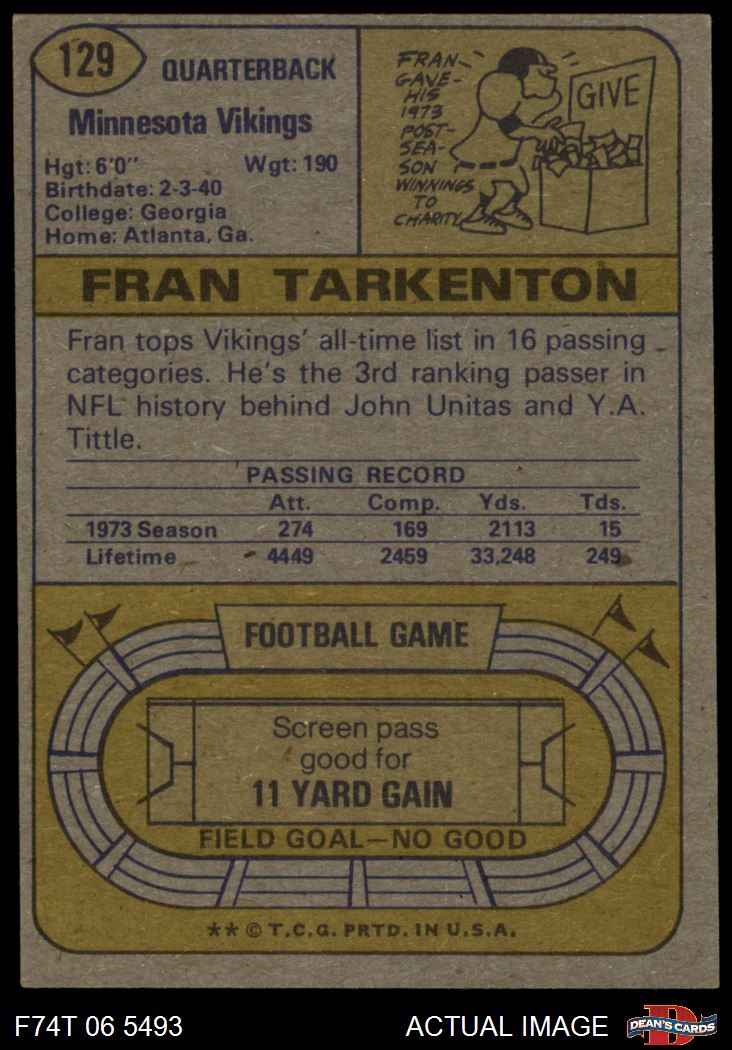 129
QUARTERBACK
Minnesota Vikings
Hgt: 6'0"  Wgt: 190
Birthdate: 2-3-40
College: Georgia
Home: Atlanta, Ga.
FRAN
GAVE
HIS
1973
POST-
SEA-
SON
WINNINGS
TO
CHARITY
GIVE
FRAN TARKENTON
Fran tops Vikings' all-time list in 16 passing
categories. He's the 3rd ranking passer in
NFL history behind John Unitas and Y.A.
Tittle.
PASSING RECORD
Att. Comp. Yds. Tds.
1973 Season 274 169 2113 15
Lifetime 4449 2459 33,248 249
FOOTBALL GAME
Screen pass
good for
11 YARD GAIN
FIELD GOAL—NO GOOD
** © T.C.G. PRTD. IN U.S.A.
F74T 06 5493 ACTUAL IMAGE
D
DEAN'S CARDS